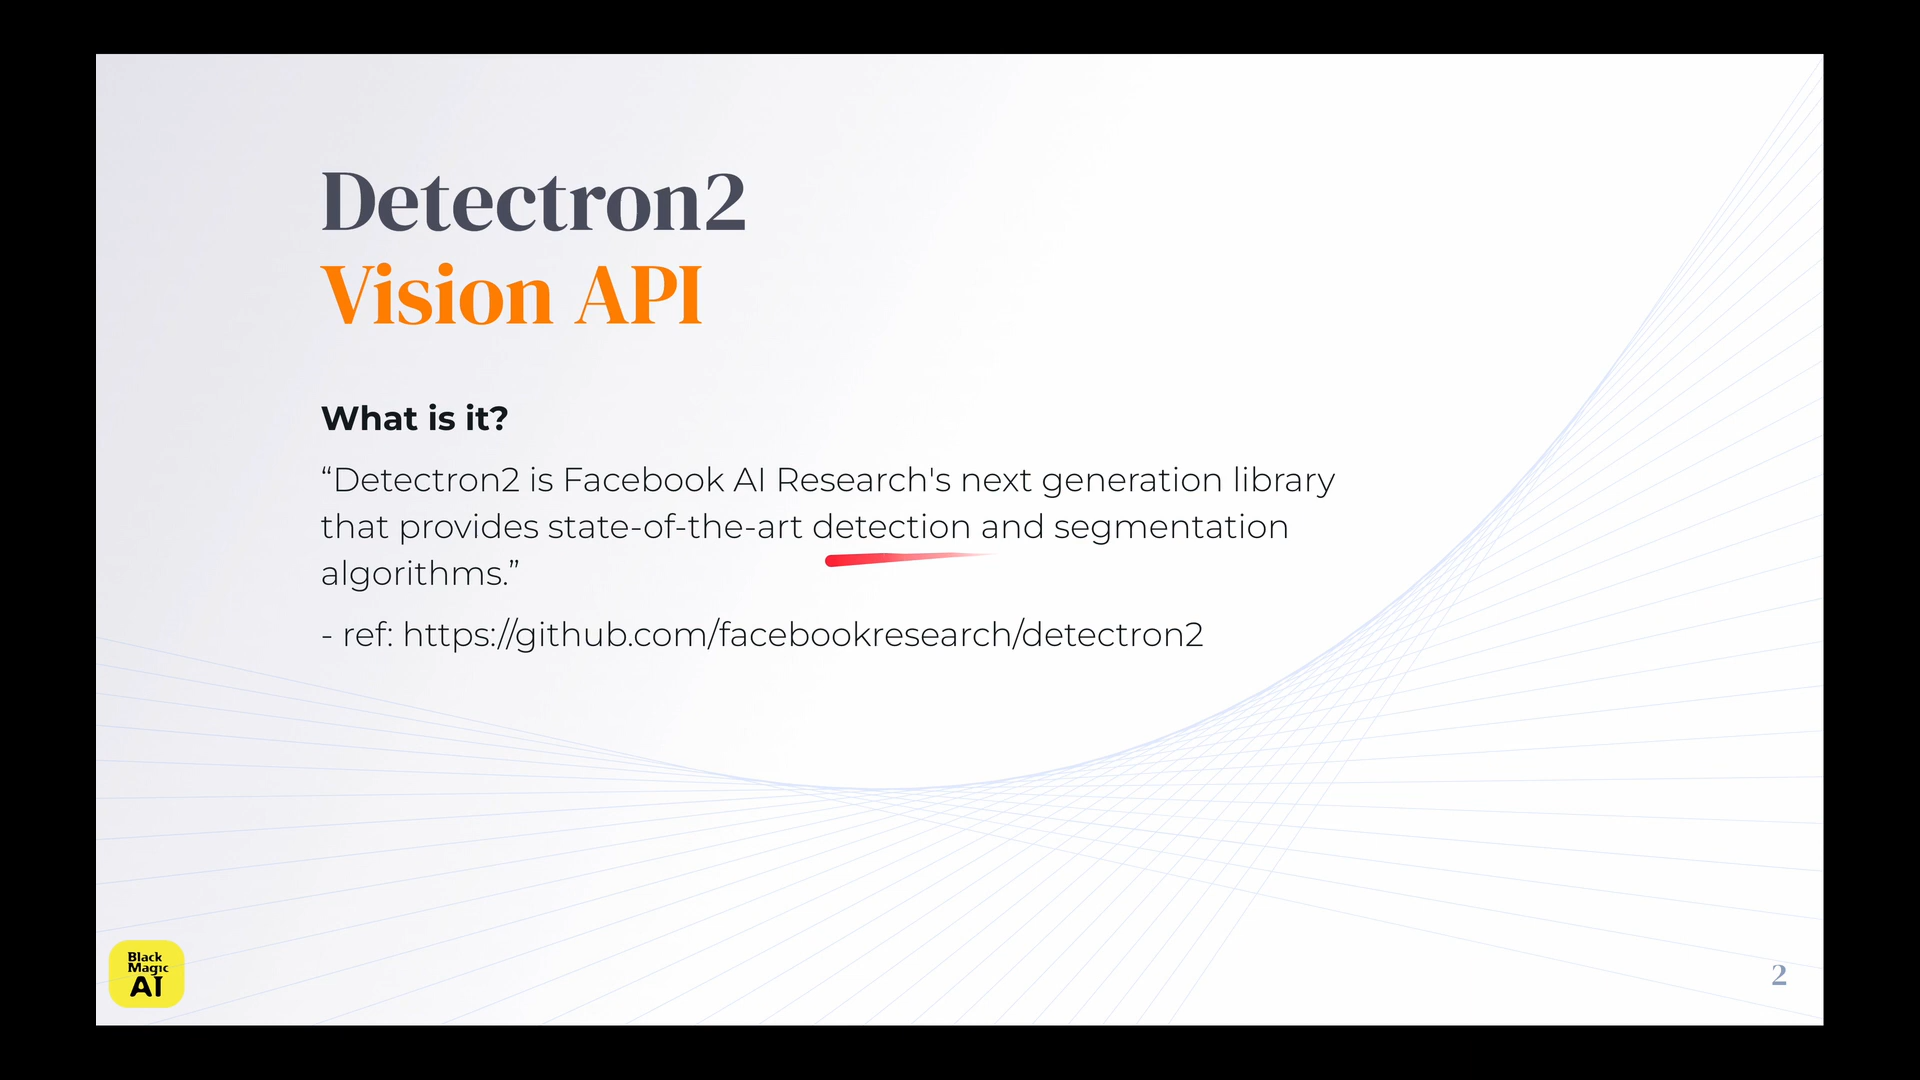 Detectron2
Vision API
What is it?
“Detectron2 is Facebook AI Research's next generation library
that provides state-of-the-art detection and segmentation
algorithms.”
- ref: https://github.com/facebookresearch/detectron2
Black
Magic
AI
2